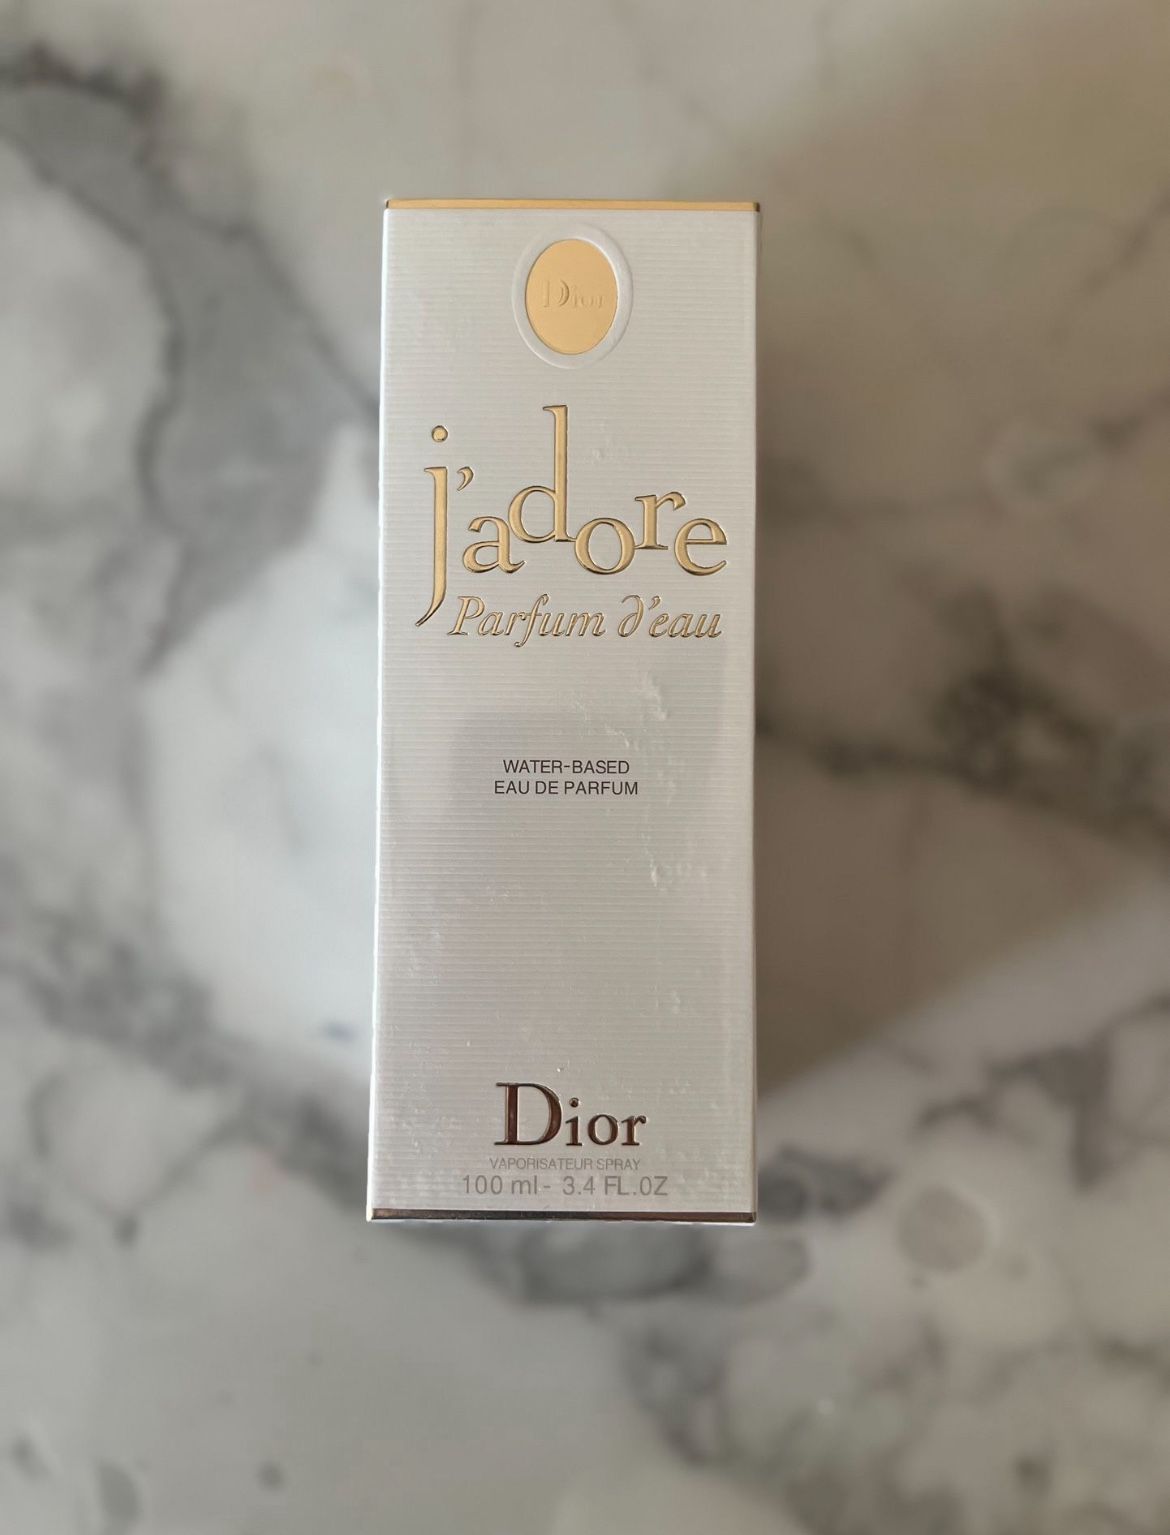 Dior
j'adore
Parfum d'eau
WATER-BASED
EAU DE PARFUM
Dior
VAPORISATEUR SPRAY
100 ml - 3.4 FL.OZ